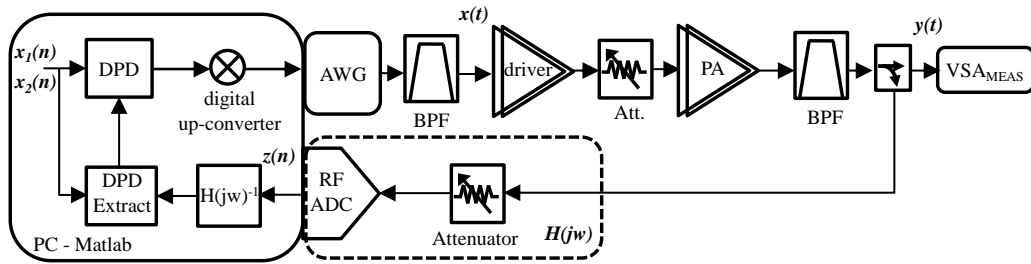 x(t)
y(t)
x₁(n)
x₂(n)
DPD
AWG
driver
PA
VSA_MEAS
digital
up-converter
BPF
Att.
BPF
z(n)
DPD
Extract
H(jw)⁻¹
RF
ADC
Attenuator
H(jw)
PC - Matlab